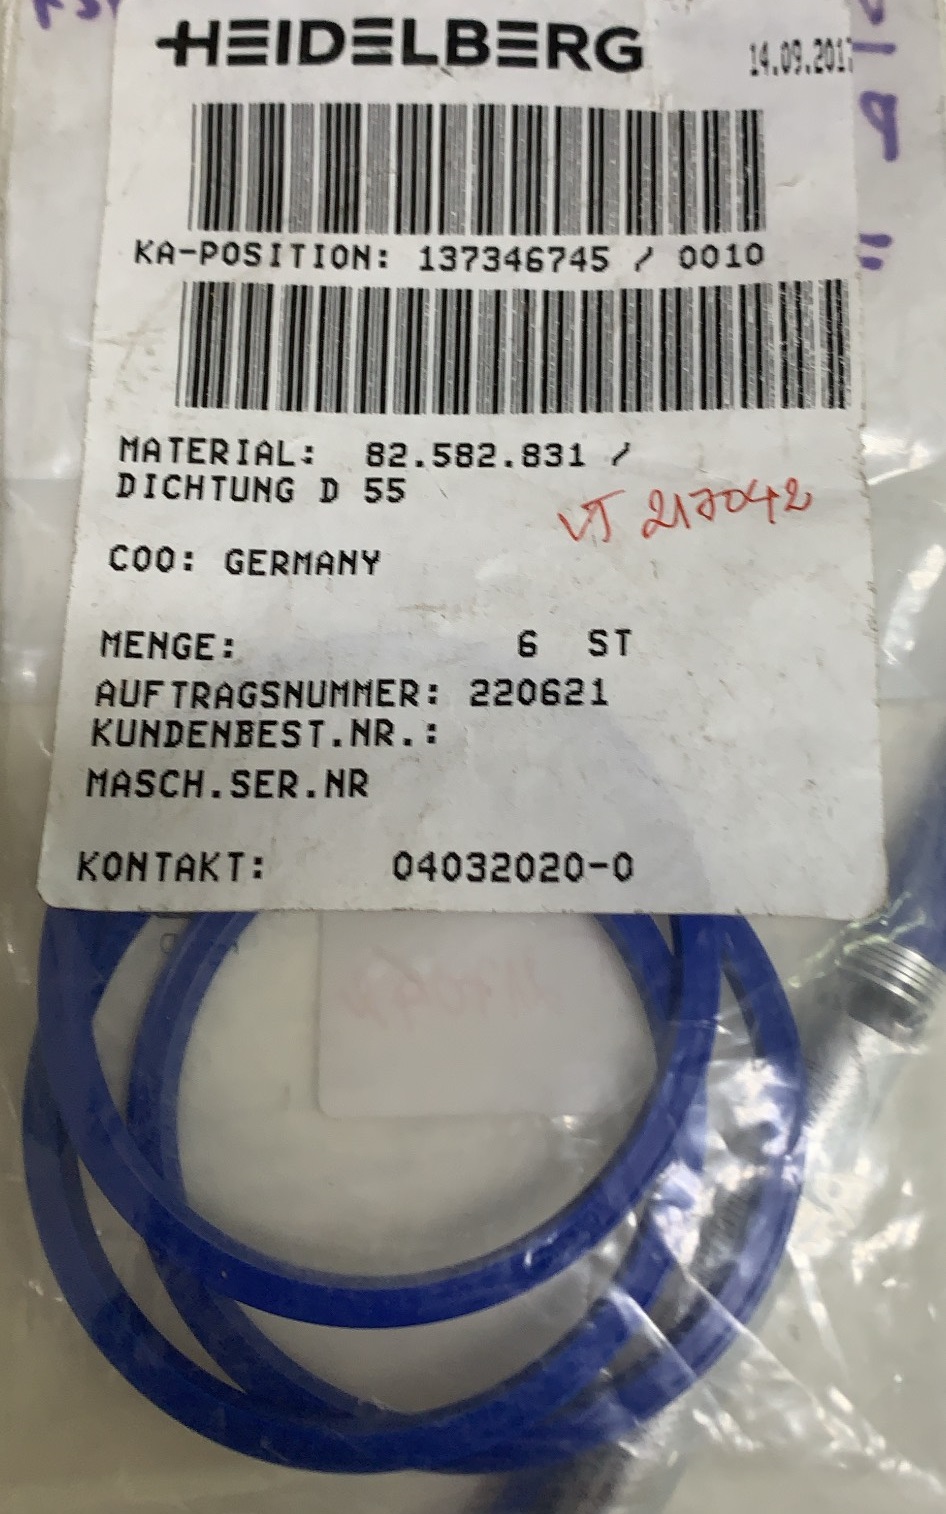 HEIDELBERG
14.09.2017
KA-POSITION: 137346745 / 0010
MATERIAL: 82.582.831 /
DICHTUNG D 55
VJ 217042
COO: GERMANY
MENGE: 6 ST
AUFTRAGSNUMMER: 220621
KUNDENBEST.NR.:
MASCH.SER.NR
KONTAKT: 04032020-0